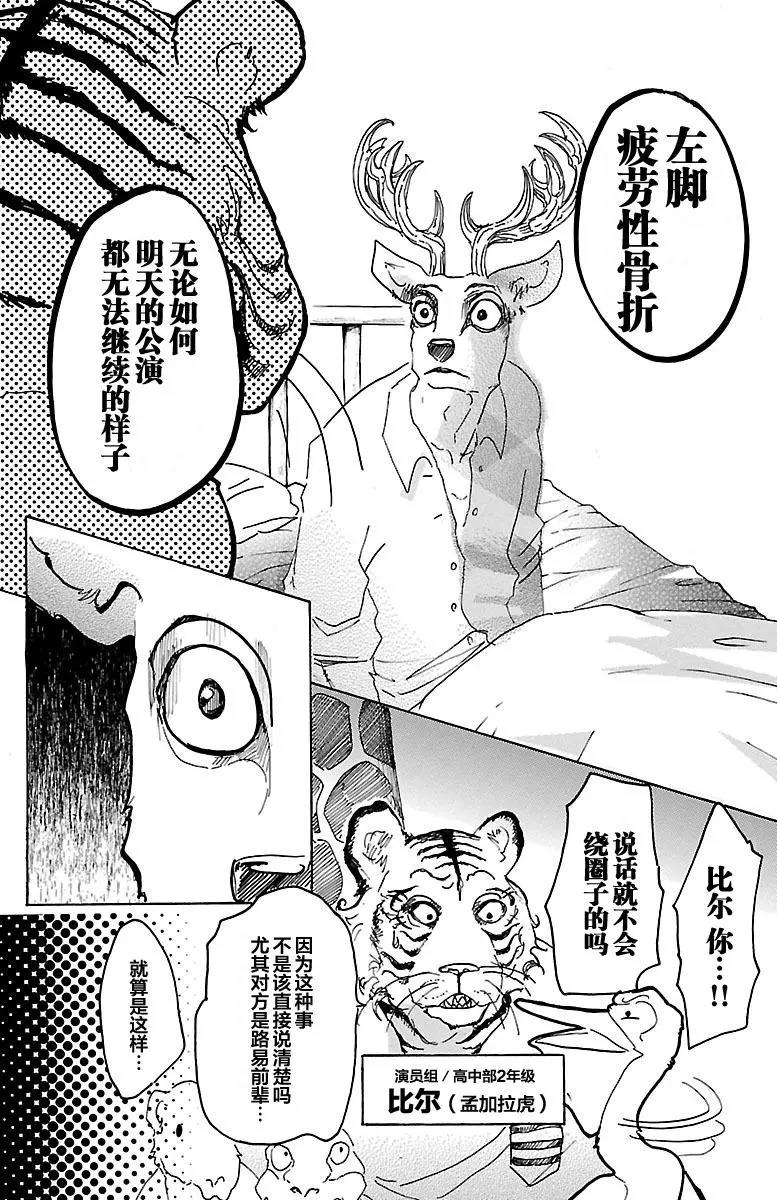 左脚
疲劳性骨折
无论如何
明天的公演
都无法继续的样子
比尔 你…!!
说话就不会
绕圈子的吗
因为这种事
不是该直接说清楚吗
尤其对方是路易前辈…
就算是这样…
演员组 / 高中部2年级
比尔（孟加拉虎）